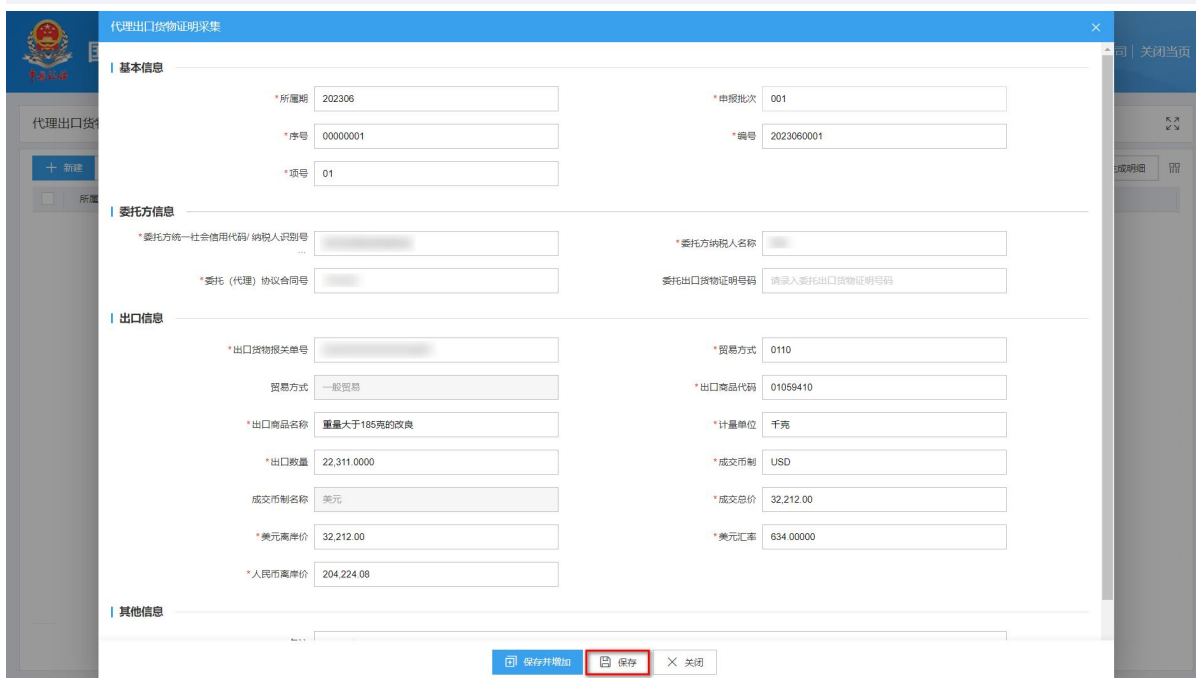 代理出口货物证明采集
国
司 | 关闭当页
基本信息
*所属期 202306 *申报批次 001
代理出口货
*序号 00000001 *编号 2023060001
+ 新建
*项号 01
生成明细
所属
委托方信息
*委托方统一社会信用代码/ 纳税人识别号
...
*委托方纳税人名称
*委托（代理）协议合同号 委托出口货物证明号码 请录入委托出口货物证明号码
出口信息
*出口货物报关单号 *贸易方式 0110
贸易方式 一般贸易 *出口商品代码 01059410
*出口商品名称 重量大于185克的改良 *计量单位 千克
*出口数量 22,311.0000 *成交币制 USD
成交币制名称 美元 *成交总价 32,212.00
*美元离岸价 32,212.00 *美元汇率 634.00000
*人民币离岸价 204,224.08
其他信息
保存并增加 保存 关闭